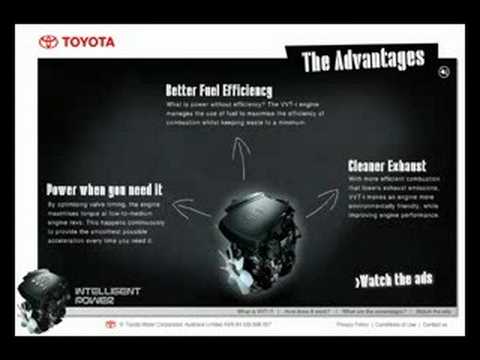 TOYOTA
The Advantages
Better Fuel Efficiency
What is power without efficiency? The VVT-i engine
manages the use of fuel to maximise the efficiency of
combustion whilst keeping waste to a minimum.
Cleaner Exhaust
With more efficient combustion
that lowers exhaust emissions,
VVT-i makes an engine more
environmentally friendly, while
improving engine performance.
Power when you need it
By optimising valve timing, the engine
maximises torque at low-to-medium
engine revs. This happens continuously
to provide the smoothest possible
acceleration every time you need it.
>Watch the ads
INTELLIGENT
POWER
What is VVT-i? | How does it work? | What are the advantages? | Watch the ads
© Toyota Motor Corporation Australia Limited
Privacy Policy | Conditions of Use | Contact us